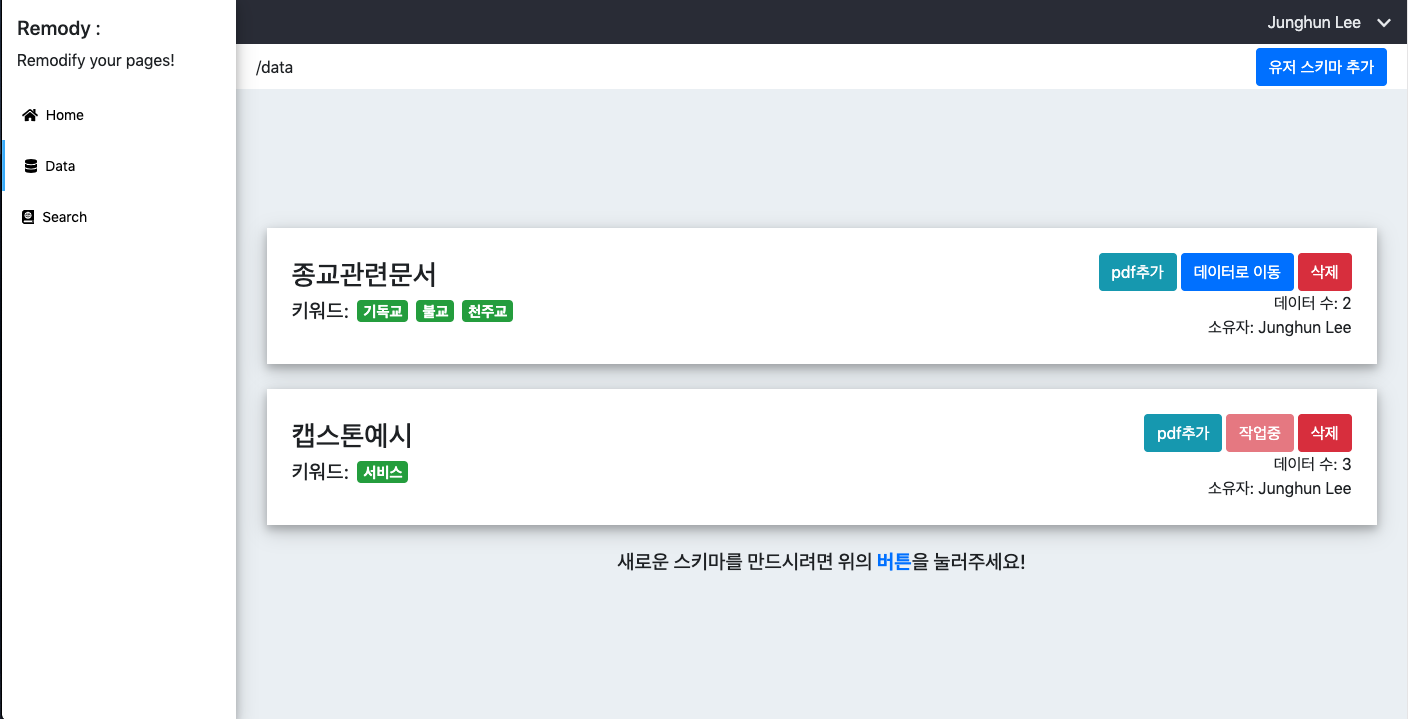 Remody :
Remodify your pages!
Home
Data
Search
Junghun Lee
/data
유저 스키마 추가
종교관련문서
키워드: 기독교 불교 천주교
pdf추가 데이터로 이동 삭제
데이터 수: 2
소유자: Junghun Lee
캡스톤예시
키워드: 서비스
pdf추가 작업중 삭제
데이터 수: 3
소유자: Junghun Lee
새로운 스키마를 만드시려면 위의 버튼을 눌러주세요!